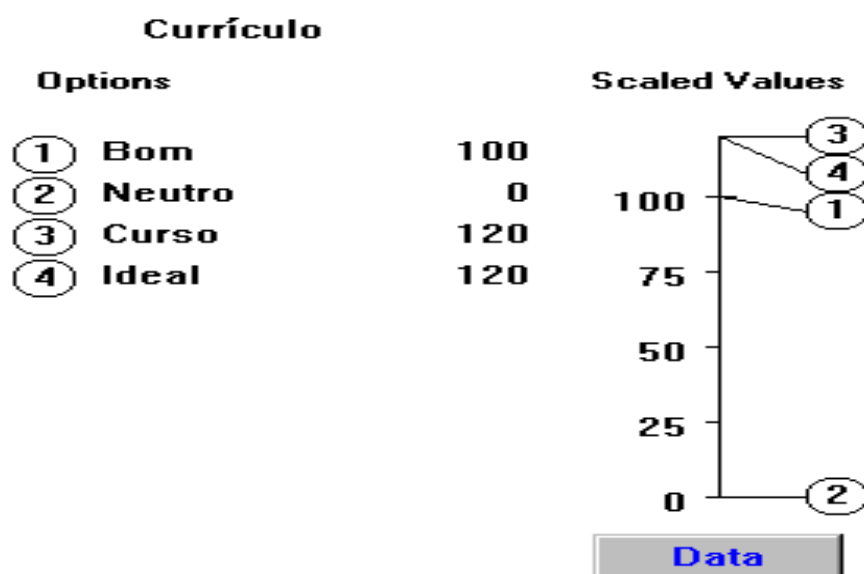 Currículo
Options Scaled Values
1 Bom 100
2 Neutro 0
3 Curso 120
4 Ideal 120
3
4
100 1
75
50
25
0 2
Data